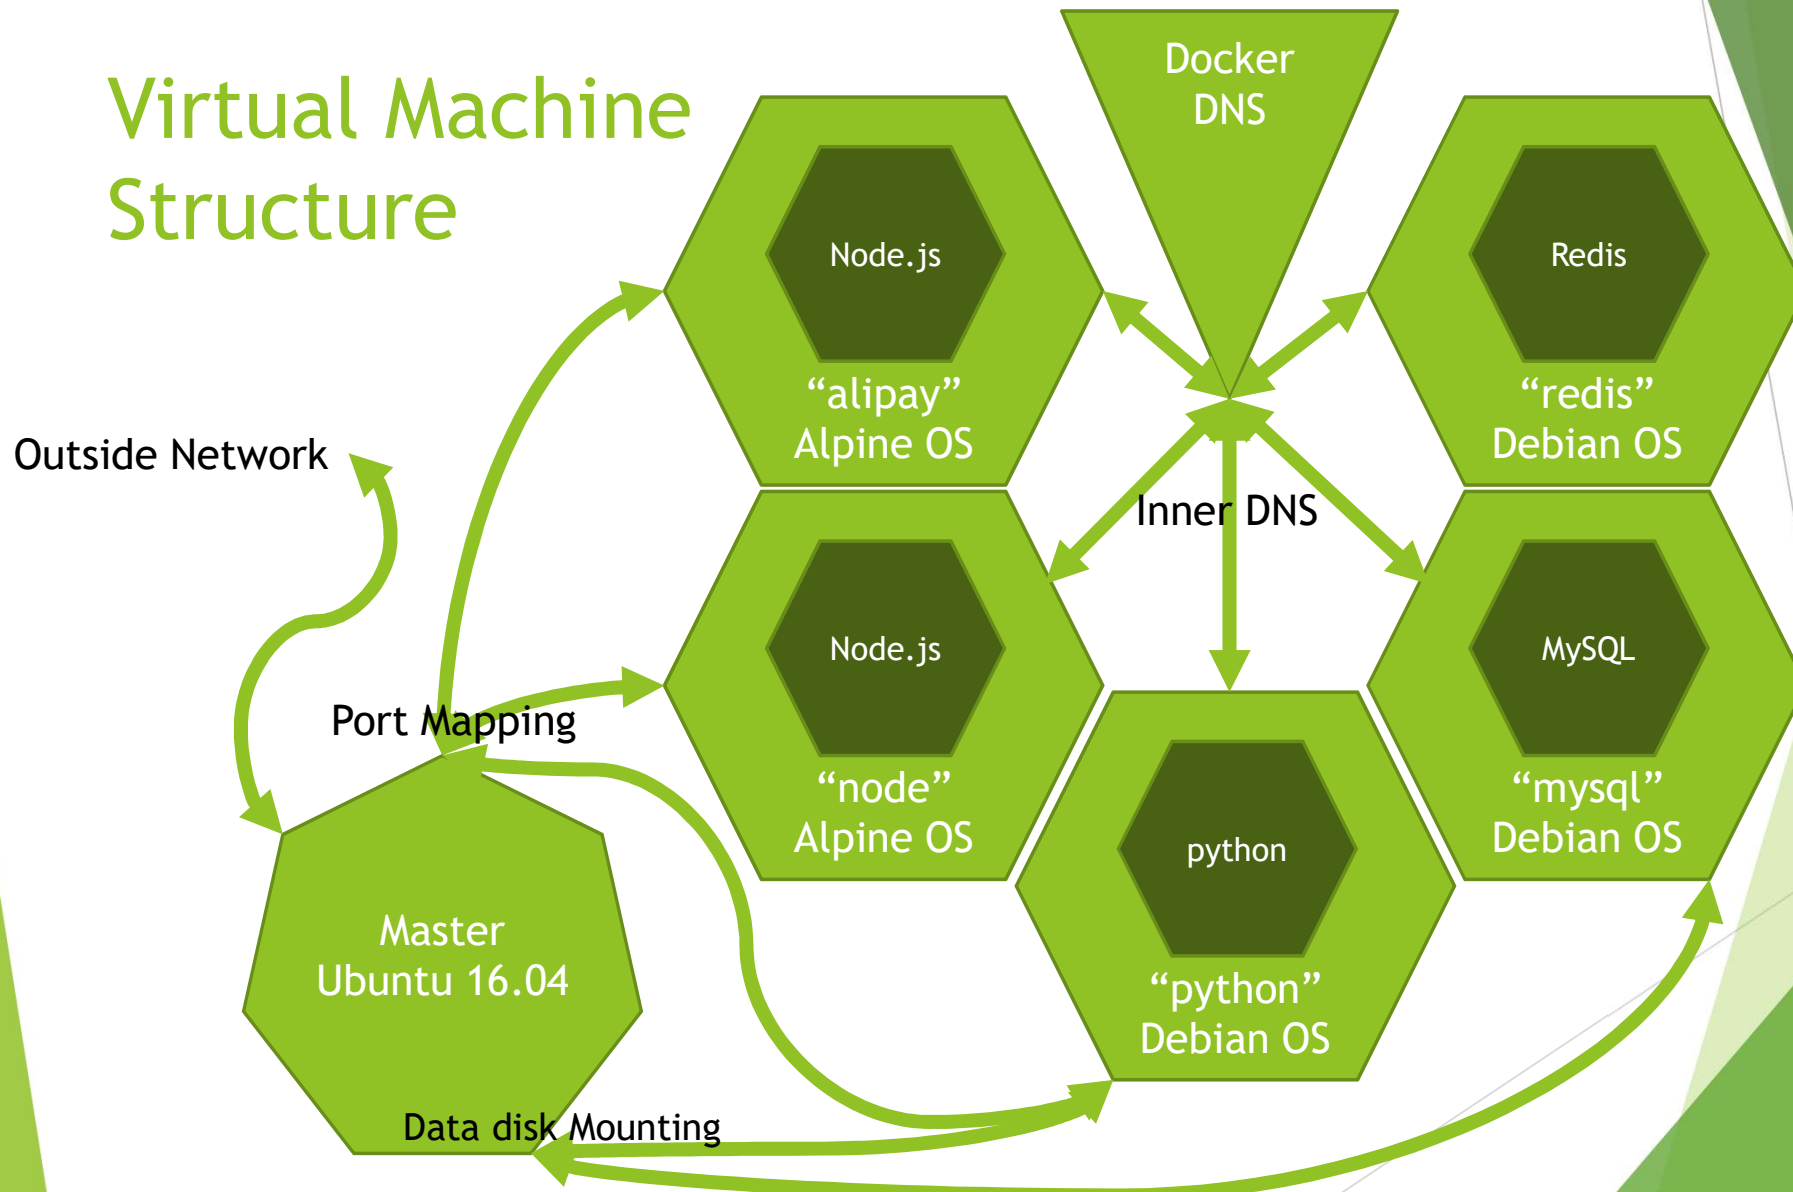 Virtual Machine
Structure
Docker
DNS
Node.js
“alipay”
Alpine OS
Redis
“redis”
Debian OS
Outside Network
Inner DNS
Node.js
“node”
Alpine OS
MySQL
“mysql”
Debian OS
Port Mapping
python
“python”
Debian OS
Master
Ubuntu 16.04
Data disk Mounting